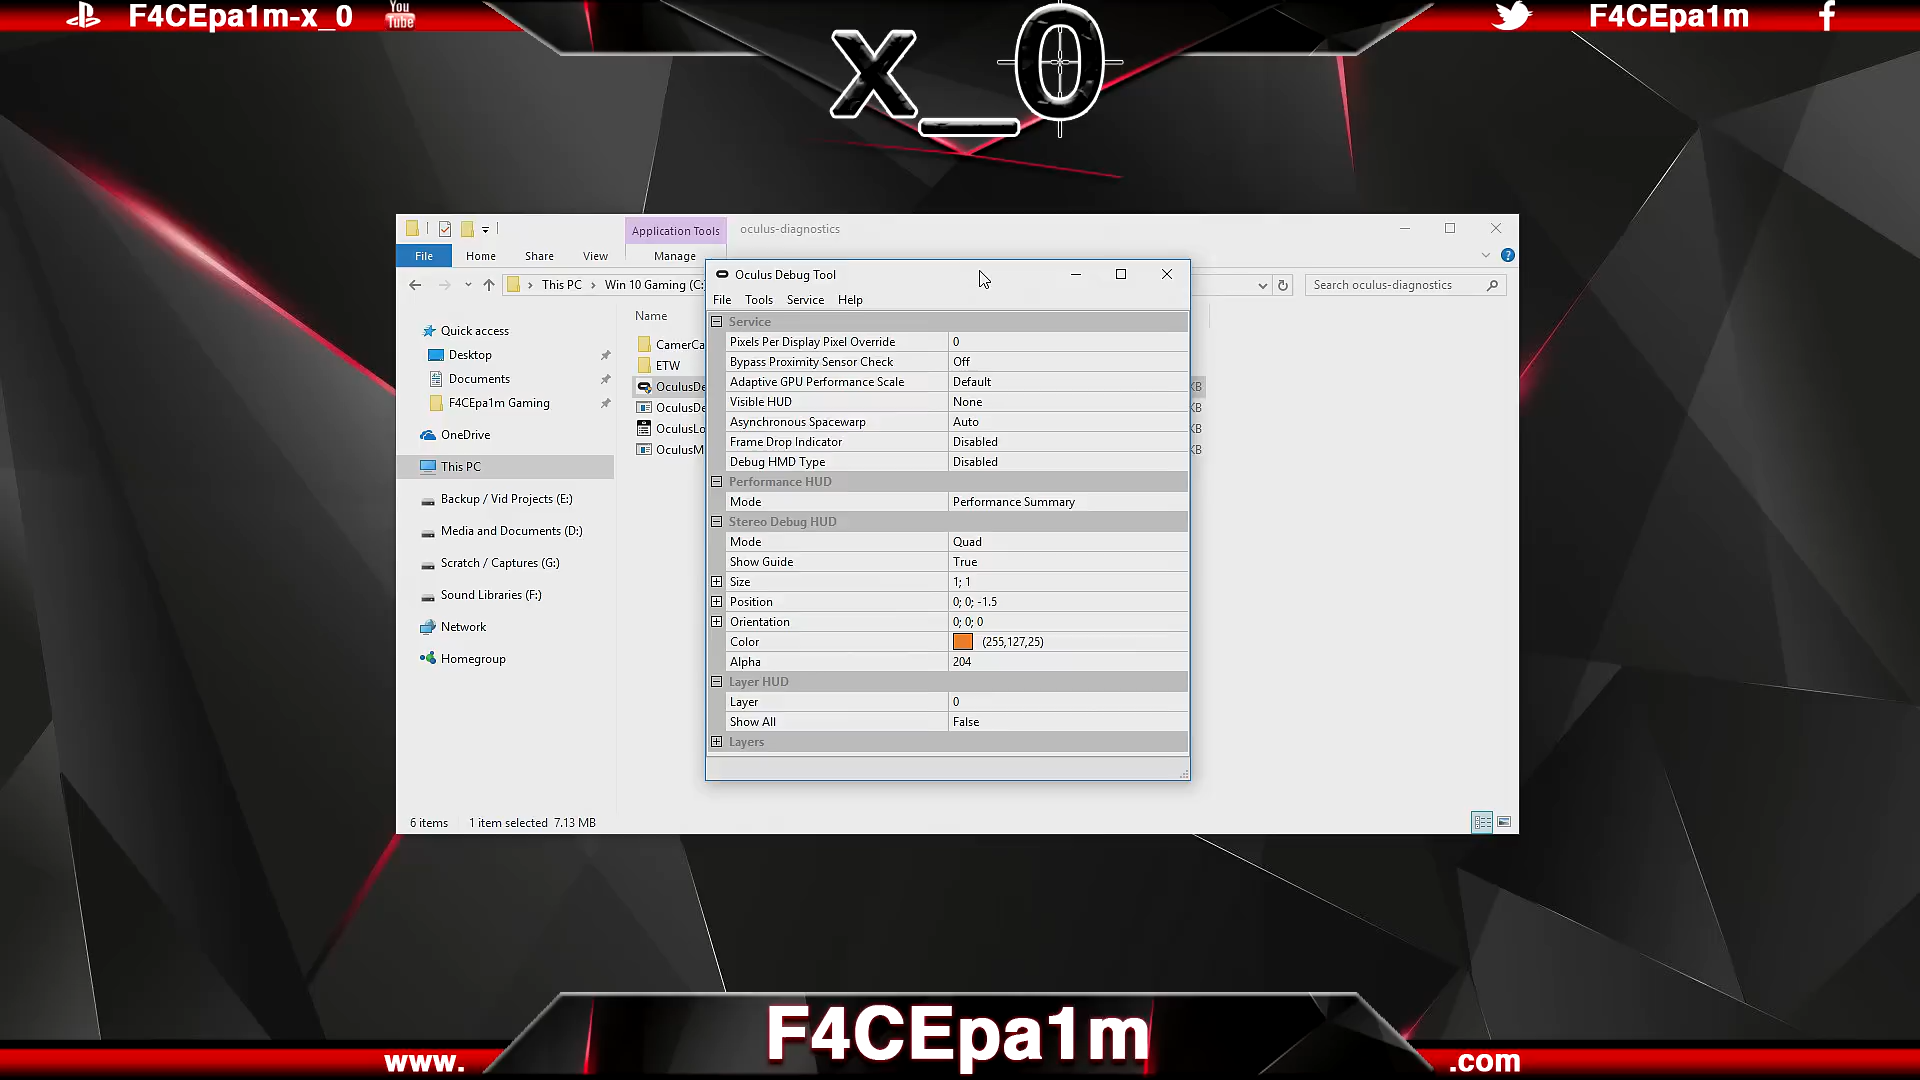 F4CEpa1m-x_0
You
Tube
F4CEpa1m
x_0
Application Tools
oculus-diagnostics
File
Home
Share
View
Manage
This PC
Win 10 Gaming (C:
Search oculus-diagnostics
Quick access
Desktop
Documents
F4CEpa1m Gaming
OneDrive
This PC
Backup / Vid Projects (E:)
Media and Documents (D:)
Scratch / Captures (G:)
Sound Libraries (F:)
Network
Homegroup
Name
CamerCa
ETW
OculusDe
OculusDe
OculusLo
OculusM
KB
KB
KB
KB
Oculus Debug Tool
File
Tools
Service
Help
Service
Pixels Per Display Pixel Override 0
Bypass Proximity Sensor Check Off
Adaptive GPU Performance Scale Default
Visible HUD None
Asynchronous Spacewarp Auto
Frame Drop Indicator Disabled
Debug HMD Type Disabled
Performance HUD
Mode Performance Summary
Stereo Debug HUD
Mode Quad
Show Guide True
Size 1; 1
Position 0; 0; -1.5
Orientation 0; 0; 0
Color (255,127,25)
Alpha 204
Layer HUD
Layer 0
Show All False
Layers
6 items
1 item selected 7.13 MB
www.
F4CEpa1m
.com